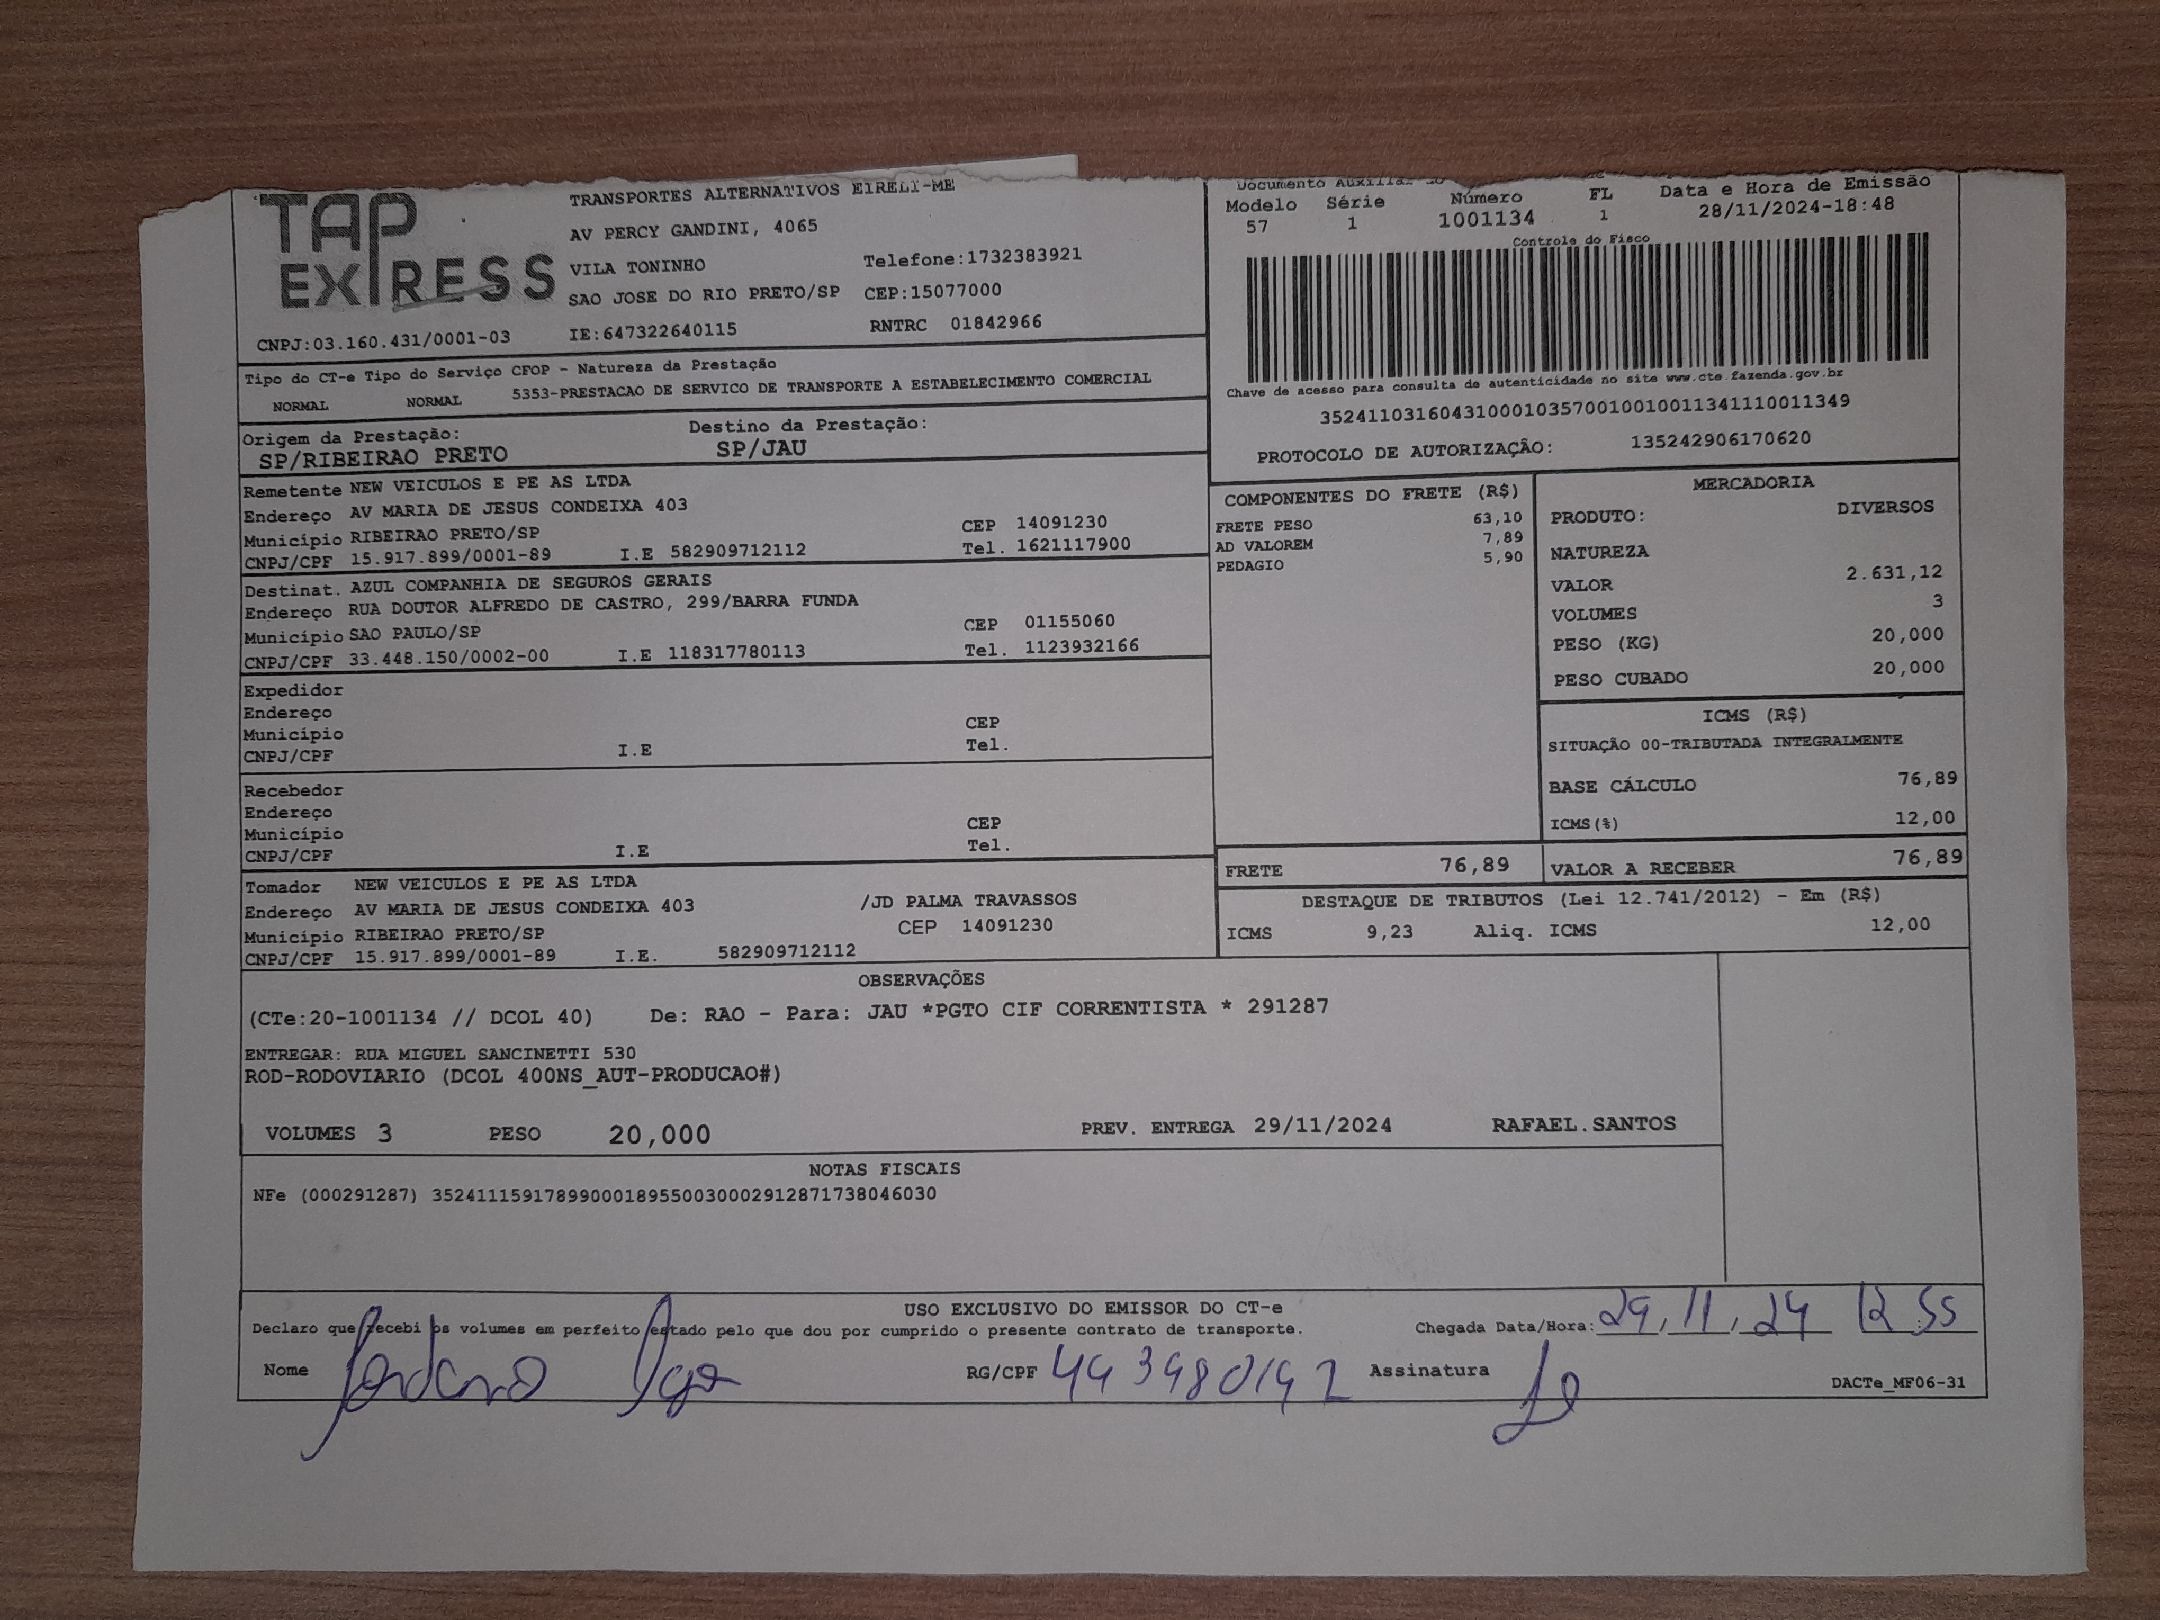 TAP EXPRESS
TRANSPORTES ALTERNATIVOS EIRELI-ME
AV PERCY GANDINI, 4065
VILA TONINHO Telefone:1732383921
SAO JOSE DO RIO PRETO/SP CEP:15077000
CNPJ:03.160.431/0001-03 IE:647322640115 RNTRC 01842966
Documento Auxiliar
Modelo Série Número FL Data e Hora de Emissão
57 1 1001134 1 28/11/2024-18:48
Controle do Fisco
Chave de acesso para consulta de autenticidade no site www.cte.fazenda.gov.br
35241103160431000103570010010011341110011349
PROTOCOLO DE AUTORIZAÇÃO: 135242906170620
Tipo do CT-e Tipo do Serviço CFOP - Natureza da Prestação
NORMAL NORMAL 5353-PRESTACAO DE SERVICO DE TRANSPORTE A ESTABELECIMENTO COMERCIAL
Origem da Prestação: Destino da Prestação:
SP/RIBEIRAO PRETO SP/JAU
Remetente NEW VEICULOS E PE AS LTDA
Endereço AV MARIA DE JESUS CONDEIXA 403
Município RIBEIRAO PRETO/SP CEP 14091230
CNPJ/CPF 15.917.899/0001-89 I.E 582909712112 Tel. 1621117900
Destinat. AZUL COMPANHIA DE SEGUROS GERAIS
Endereço RUA DOUTOR ALFREDO DE CASTRO, 299/BARRA FUNDA
Município SAO PAULO/SP CEP 01155060
CNPJ/CPF 33.448.150/0002-00 I.E 118317780113 Tel. 1123932166
Expedidor
Endereço
Município CEP
CNPJ/CPF I.E Tel.
Recebedor
Endereço
Município CEP
CNPJ/CPF I.E Tel.
Tomador NEW VEICULOS E PE AS LTDA
Endereço AV MARIA DE JESUS CONDEIXA 403 /JD PALMA TRAVASSOS
Município RIBEIRAO PRETO/SP CEP 14091230
CNPJ/CPF 15.917.899/0001-89 I.E. 582909712112
COMPONENTES DO FRETE (R$)
FRETE PESO 63,10
AD VALOREM 7,89
PEDAGIO 5,90
MERCADORIA
PRODUTO: DIVERSOS
NATUREZA
VALOR 2.631,12
VOLUMES 3
PESO (KG) 20,000
PESO CUBADO 20,000
ICMS (R$)
SITUAÇÃO 00-TRIBUTADA INTEGRALMENTE
BASE CÁLCULO 76,89
ICMS(%) 12,00
FRETE 76,89 VALOR A RECEBER 76,89
DESTAQUE DE TRIBUTOS (Lei 12.741/2012) - Em (R$)
ICMS 9,23 Aliq. ICMS 12,00
OBSERVAÇÕES
(CTe:20-1001134 // DCOL 40) De: RAO - Para: JAU *PGTO CIF CORRENTISTA * 291287
ENTREGAR: RUA MIGUEL SANCINETTI 530
ROD-RODOVIARIO (DCOL 400NS_AUT-PRODUCAO#)
VOLUMES 3 PESO 20,000 PREV. ENTREGA 29/11/2024 RAFAEL.SANTOS
NOTAS FISCAIS
NFe (000291287) 35241115917899000189550030002912871738046030
USO EXCLUSIVO DO EMISSOR DO CT-e
Declaro que recebi os volumes em perfeito estado pelo que dou por cumprido o presente contrato de transporte. Chegada Data/Hora: 29,11,24 12:55
Nome RG/CPF 443980192 Assinatura
DACTe_MF06-31